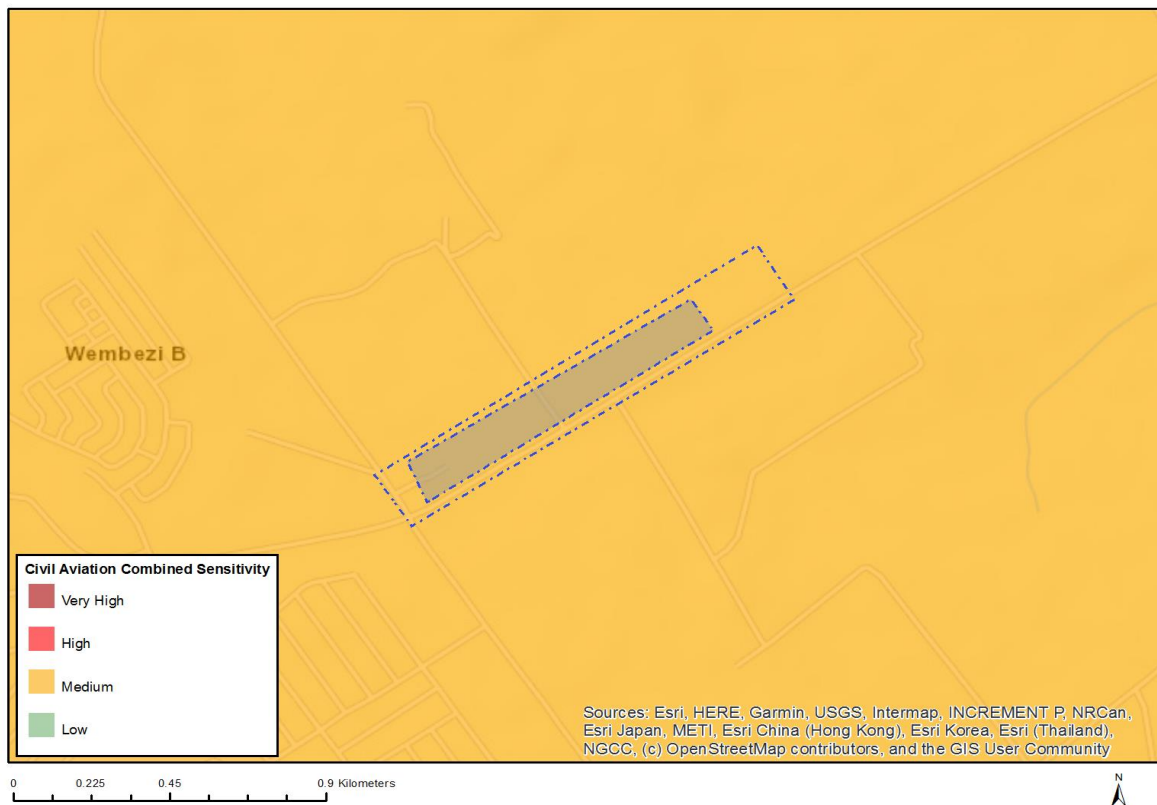 Wembezi B
Civil Aviation Combined Sensitivity
Very High
High
Medium
Low
Sources: Esri, HERE, Garmin, USGS, Intermap, INCREMENT P, NRCan,
Esri Japan, METI, Esri China (Hong Kong), Esri Korea, Esri (Thailand),
NGCC, (c) OpenStreetMap contributors, and the GIS User Community
0 0.225 0.45 0.9 Kilometers
N